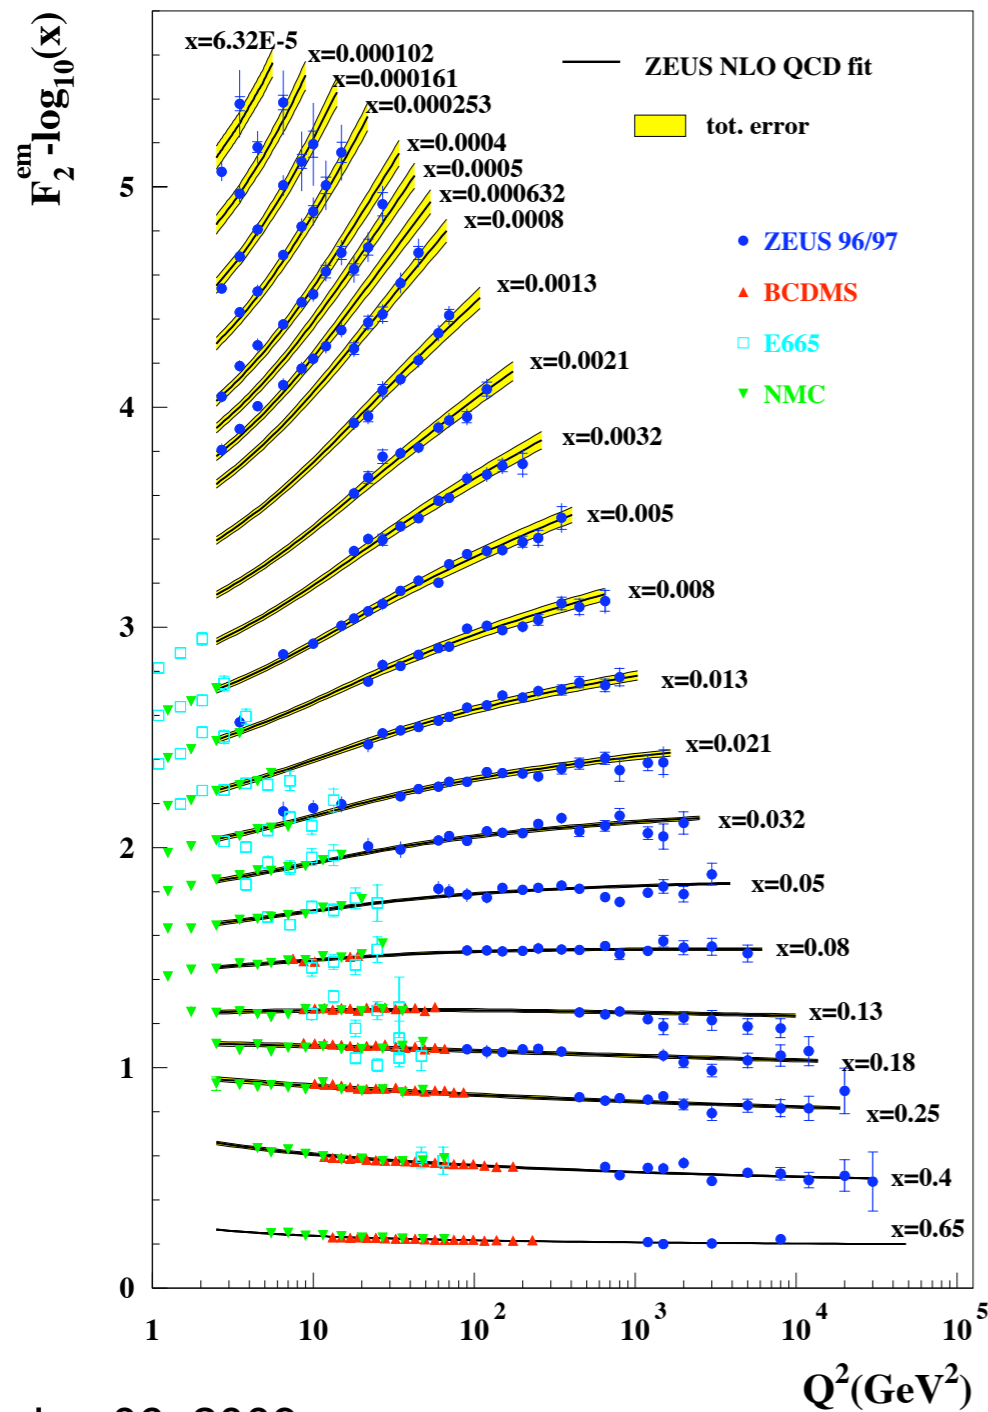 F₂ᵉᵐ -log₁₀(x)
x=6.32E-5
x=0.000102
x=0.000161
x=0.000253
x=0.0004
x=0.0005
x=0.000632
x=0.0008
x=0.0013
x=0.0021
x=0.0032
x=0.005
x=0.008
x=0.013
x=0.021
x=0.032
x=0.05
x=0.08
x=0.13
x=0.18
x=0.25
x=0.4
x=0.65
ZEUS NLO QCD fit
tot. error
ZEUS 96/97
BCDMS
E665
NMC
5
4
3
2
1
0
1 10 10² 10³ 10⁴ 10⁵
Q²(GeV²)